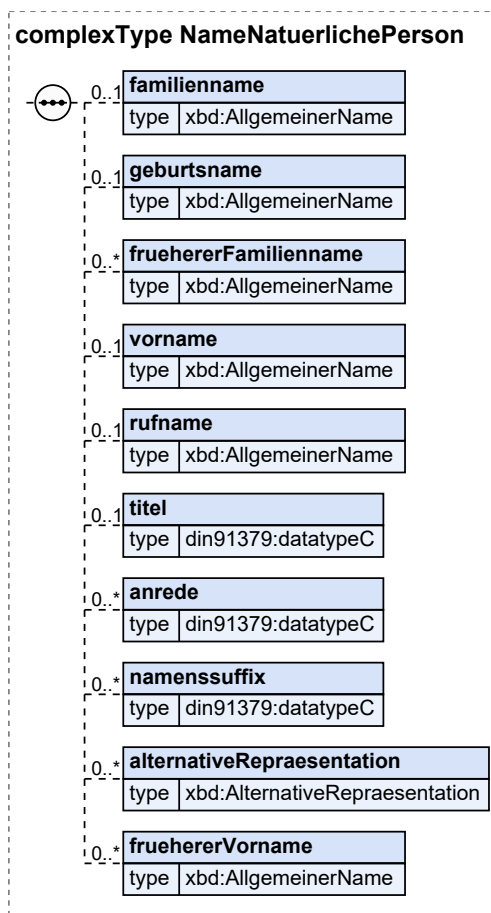 complexType NameNatuerlichePerson
0..1 familienname
type xbd:AllgemeinerName
0..1 geburtsname
type xbd:AllgemeinerName
0..* fruehererFamilienname
type xbd:AllgemeinerName
0..1 vorname
type xbd:AllgemeinerName
0..1 rufname
type xbd:AllgemeinerName
0..1 titel
type din91379:datatypeC
0..* anrede
type din91379:datatypeC
0..* namenssuffix
type din91379:datatypeC
0..* alternativeRepraesentation
type xbd:AlternativeRepraesentation
0..* fruehererVorname
type xbd:AllgemeinerName